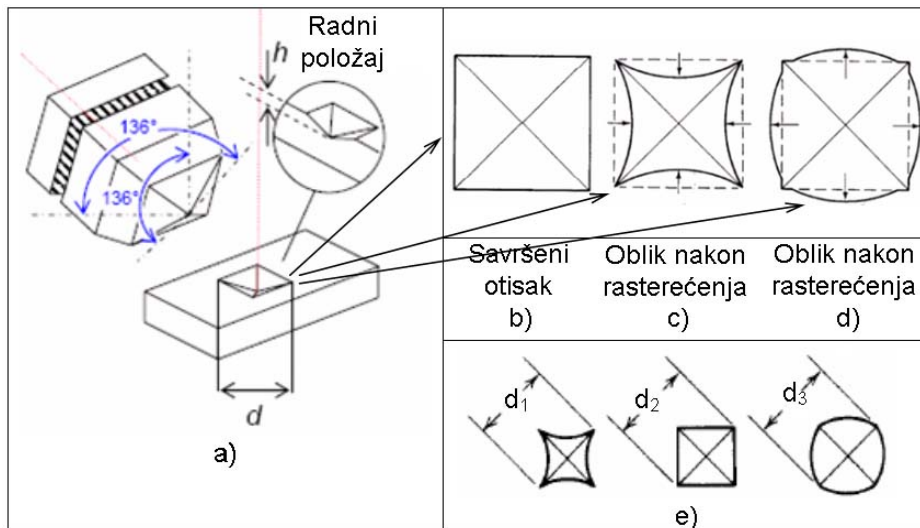 Radni
položaj
h
136°
136°
d
a)
Savršeni
otisak
b)
Oblik nakon
rasterećenja
c)
Oblik nakon
rasterećenja
d)
d1
d2
d3
e)